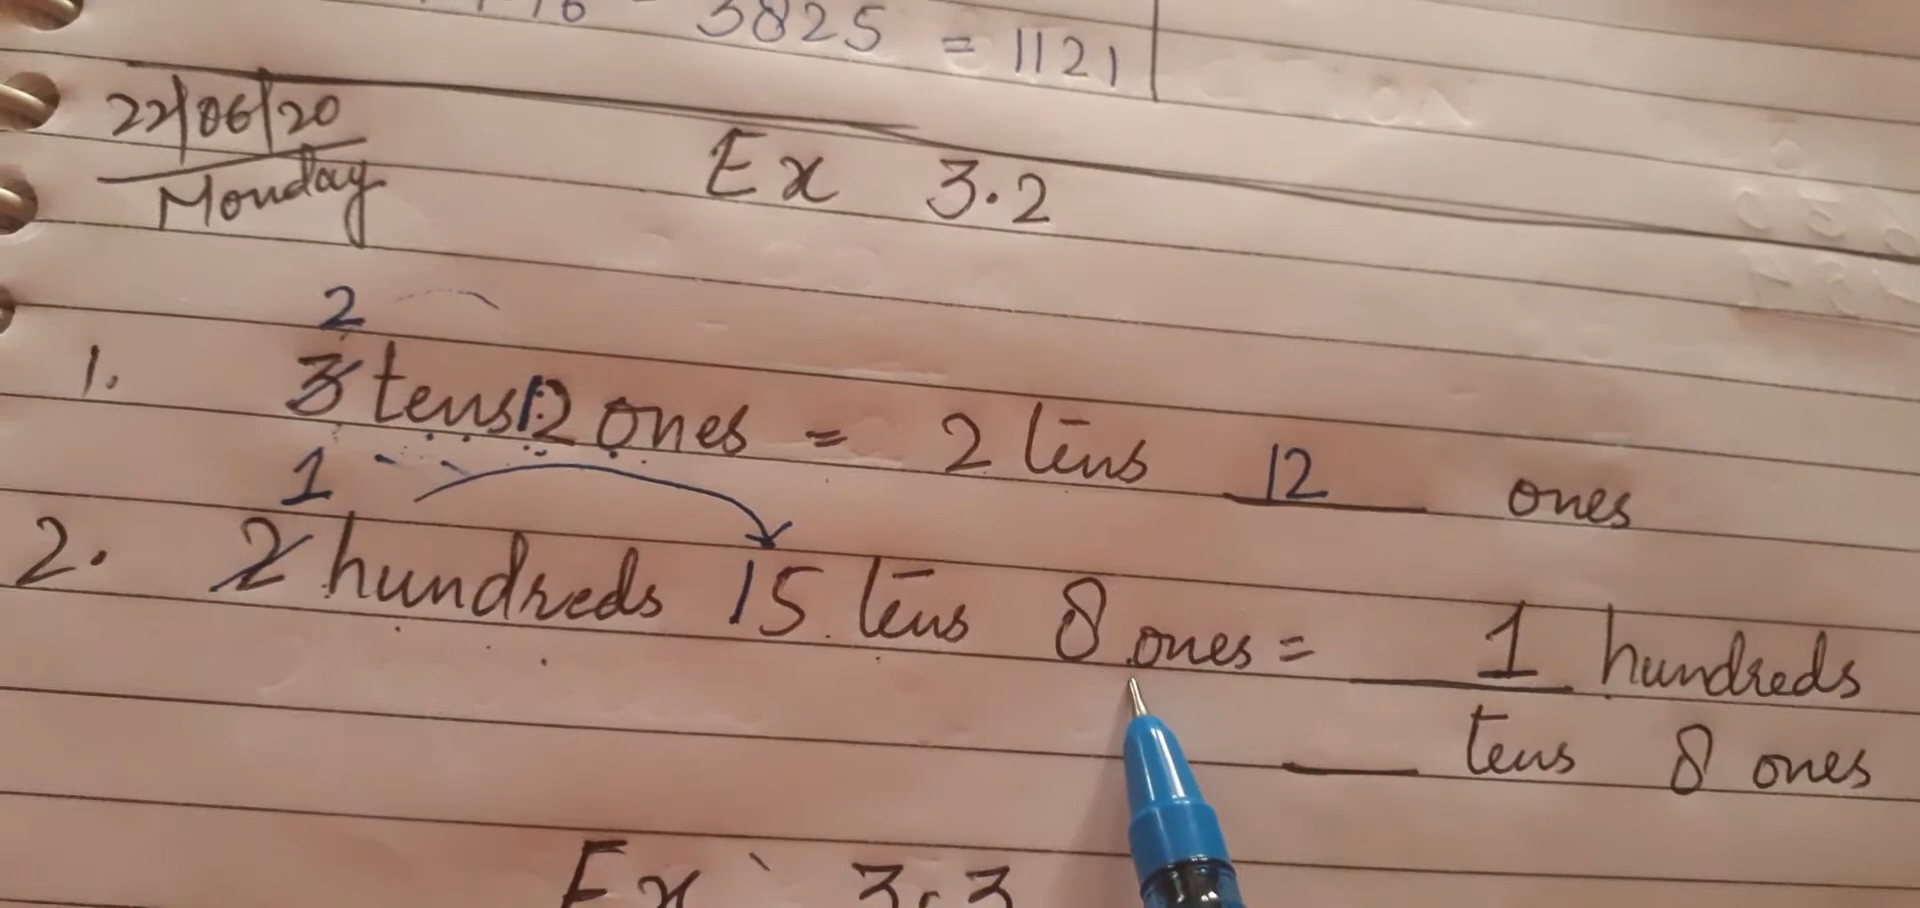 3825 = 1121
22/06/20
Monday
Ex 3.2
2
1. 3 tens 12 ones = 2 tens 12 ones
1
2. 2 hundreds 15 tens 8 ones = 1 hundreds
tens 8 ones
Ex 3.3